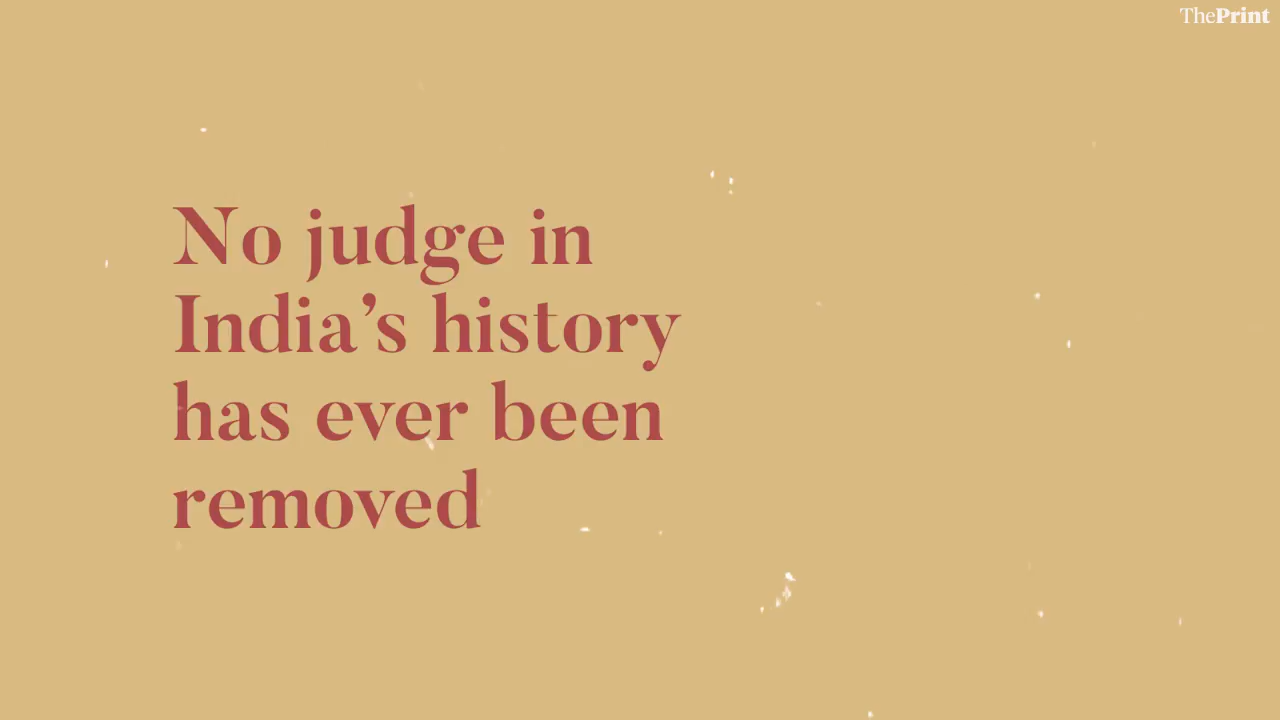 ThePrint
No judge in
India’s history
has ever been
removed